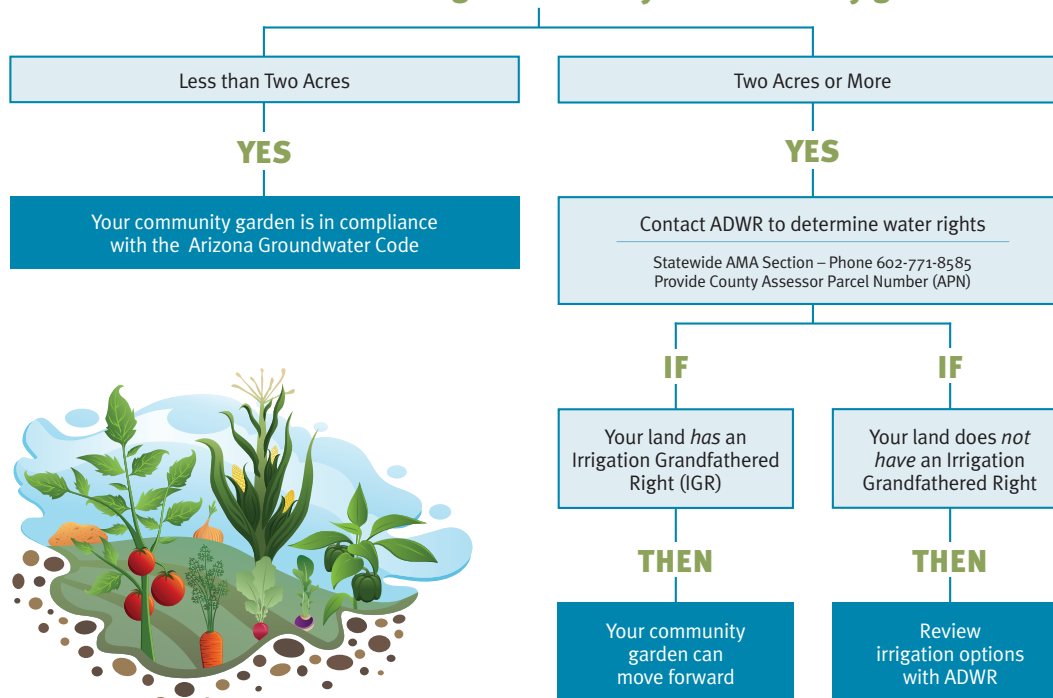 Less than Two Acres
Two Acres or More
YES
YES
Your community garden is in compliance
with the Arizona Groundwater Code
Contact ADWR to determine water rights
Statewide AMA Section – Phone 602-771-8585
Provide County Assessor Parcel Number (APN)
IF
IF
Your land has an
Irrigation Grandfathered
Right (IGR)
Your land does not
have an Irrigation
Grandfathered Right
THEN
THEN
Your community
garden can
move forward
Review
irrigation options
with ADWR